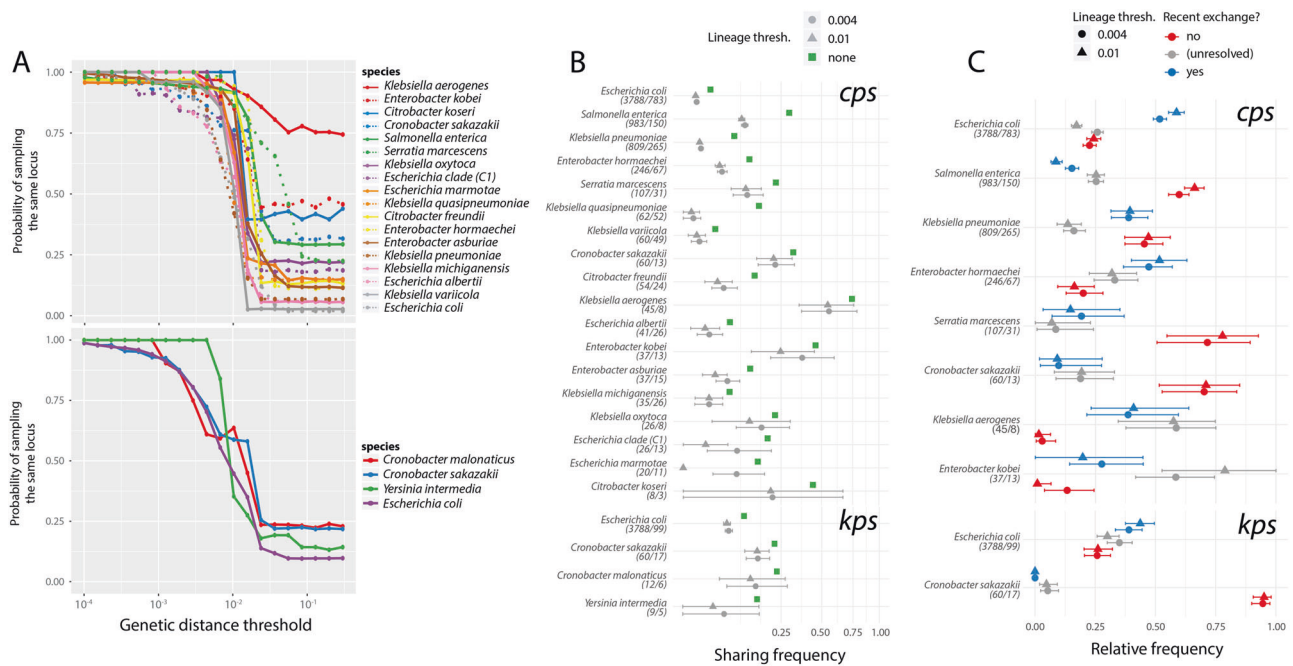 A
Probability of sampling
the same locus
1.00
0.75
0.50
0.25
0.00
species
Klebsiella aerogenes
Enterobacter kobei
Citrobacter koseri
Cronobacter sakazakii
Salmonella enterica
Serratia marcescens
Klebsiella oxytoca
Escherichia clade (C1)
Escherichia marmotae
Klebsiella quasipneumoniae
Citrobacter freundii
Enterobacter hormaechei
Enterobacter asburiae
Klebsiella pneumoniae
Klebsiella michiganensis
Escherichia albertii
Klebsiella varicola
Escherichia coli
Probability of sampling
the same locus
1.00
0.75
0.50
0.25
0.00
10-4
10-3
10-2
10-1
Genetic distance threshold
species
Cronobacter malonaticus
Cronobacter sakazakii
Yersinia intermedia
Escherichia coli
B
Lineage thresh.
0.004
0.01
none
cps
Escherichia coli
(3788/783)
Salmonella enterica
(983/150)
Klebsiella pneumoniae
(809/265)
Enterobacter hormaechei
(246/67)
Serratia marcescens
(107/31)
Klebsiella quasipneumoniae
(62/52)
Klebsiella variicola
(60/49)
Cronobacter sakazakii
(60/13)
Citrobacter freundii
(54/24)
Klebsiella aerogenes
(45/8)
Escherichia albertii
(41/26)
Enterobacter kobei
(37/13)
Enterobacter asburiae
(37/15)
Klebsiella michiganensis
(35/26)
Klebsiella oxytoca
(26/8)
Escherichia clade (C1)
(26/13)
Escherichia marmotae
(20/11)
Citrobacter koseri
(8/3)
kps
Escherichia coli
(3788/99)
Cronobacter sakazakii
(60/17)
Cronobacter malonaticus
(12/6)
Yersinia intermedia
(9/5)
0.25
0.50
0.75
1.00
Sharing frequency
C
Lineage thresh.
0.004
0.01
Recent exchange?
no
(unresolved)
yes
cps
Escherichia coli
(3788/783)
Salmonella enterica
(983/150)
Klebsiella pneumoniae
(809/265)
Enterobacter hormaechei
(246/67)
Serratia marcescens
(107/31)
Cronobacter sakazakii
(60/13)
Klebsiella aerogenes
(45/8)
Enterobacter kobei
(37/13)
kps
Escherichia coli
(3788/99)
Cronobacter sakazakii
(60/17)
0.00
0.25
0.50
0.75
1.00
Relative frequency